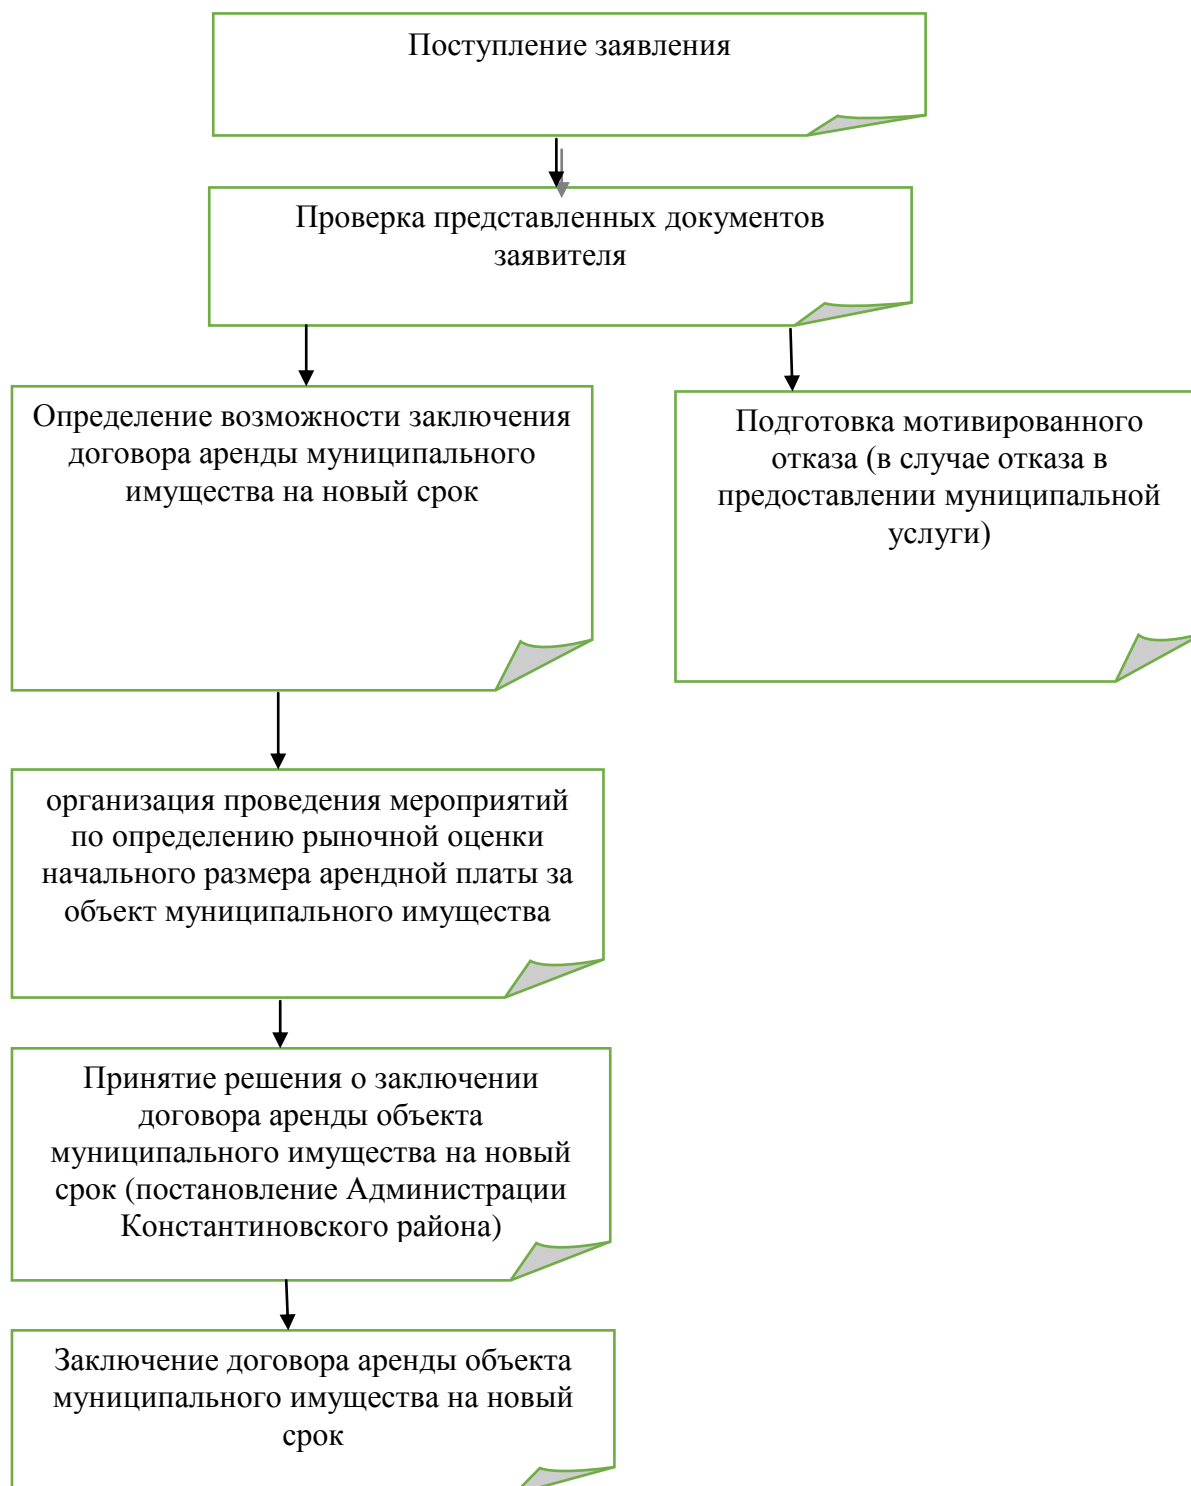 Поступление заявления
Проверка представленных документов
заявителя
Определение возможности заключения
договора аренды муниципального
имущества на новый срок
Подготовка мотивированного
отказа (в случае отказа в
предоставлении муниципальной
услуги)
организация проведения мероприятий
по определению рыночной оценки
начального размера арендной платы за
объект муниципального имущества
Принятие решения о заключении
договора аренды объекта
муниципального имущества на новый
срок (постановление Администрации
Константиновского района)
Заключение договора аренды объекта
муниципального имущества на новый
срок